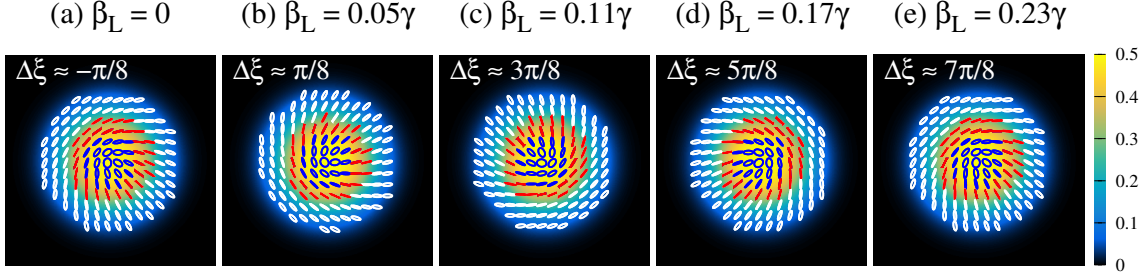 (a) β_L = 0
(b) β_L = 0.05γ
(c) β_L = 0.11γ
(d) β_L = 0.17γ
(e) β_L = 0.23γ
Δξ ≈ −π/8
Δξ ≈ π/8
Δξ ≈ 3π/8
Δξ ≈ 5π/8
Δξ ≈ 7π/8
0.5
0.4
0.3
0.2
0.1
0